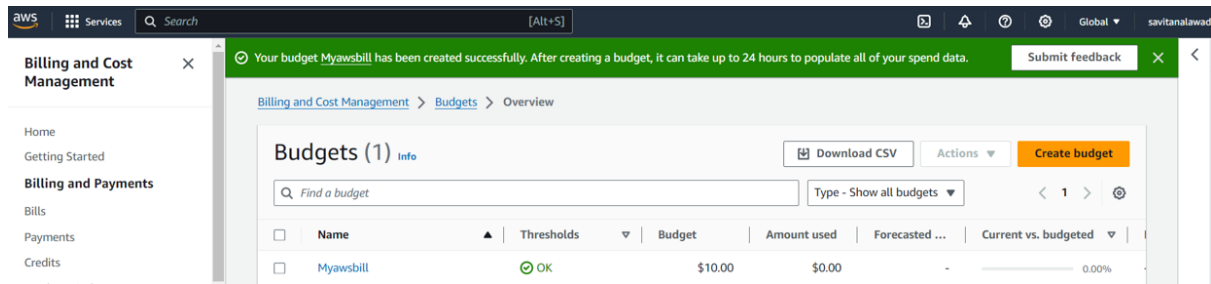 aws Services Search [Alt+S] Global savitanalawad
Billing and Cost Management
Your budget Myawsbill has been created successfully. After creating a budget, it can take up to 24 hours to populate all of your spend data. Submit feedback
Billing and Cost Management > Budgets > Overview
Home
Getting Started
Billing and Payments
Bills
Payments
Credits
Budgets (1) Info Download CSV Actions Create budget
Find a budget Type - Show all budgets < 1 >
Name Thresholds Budget Amount used Forecasted ... Current vs. budgeted
Myawsbill OK $10.00 $0.00 - 0.00%